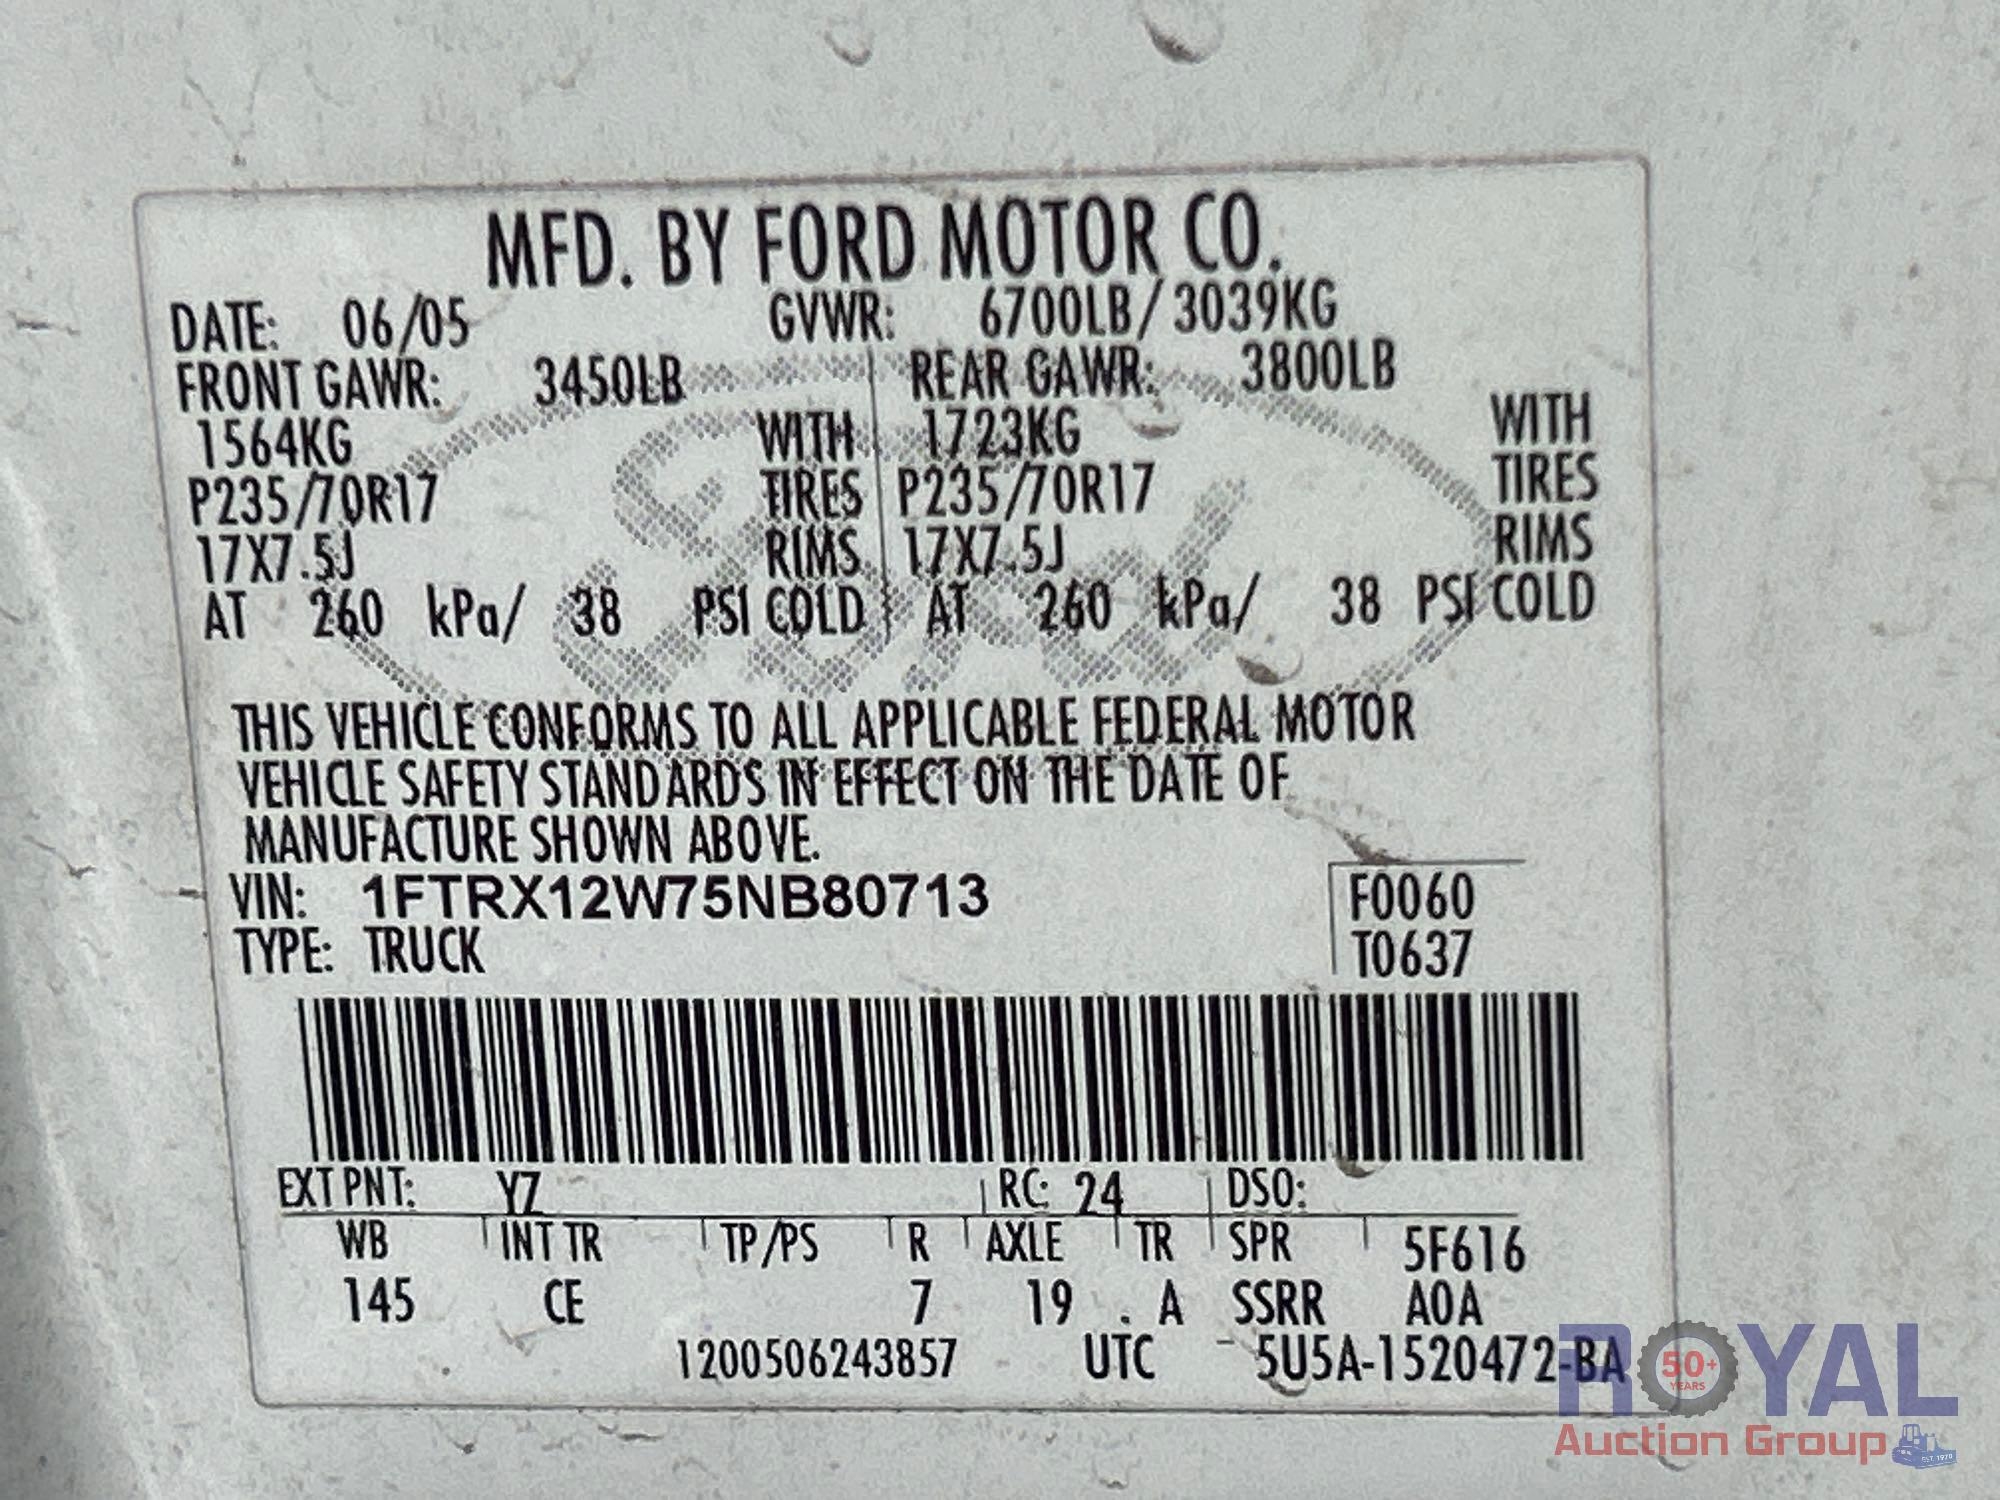 MFD. BY FORD MOTOR CO.
DATE: 06/05 GVWR: 6700LB/3039KG
FRONT GAWR: 3450LB REAR GAWR: 3800LB
1564KG WITH 1723KG WITH
P235/70R17 TIRES P235/70R17 TIRES
17X7.5J RIMS 17X7.5J RIMS
AT 260 kPa/ 38 PSI COLD AT 260 kPa/ 38 PSI COLD
Ford
THIS VEHICLE CONFORMS TO ALL APPLICABLE FEDERAL MOTOR
VEHICLE SAFETY STANDARDS IN EFFECT ON THE DATE OF
MANUFACTURE SHOWN ABOVE.
VIN: 1FTRX12W75NB80713 F0060
TYPE: TRUCK T0637
EXT PNT: YZ RC: 24 DSO:
WB INT TR TP/PS R AXLE TR SPR 5F616
145 CE 7 19 . A SSRR A0A
1200506243857 UTC 5U5A-1520472-BA
ROYAL
50+
YEARS
Auction Group
EST. 1970